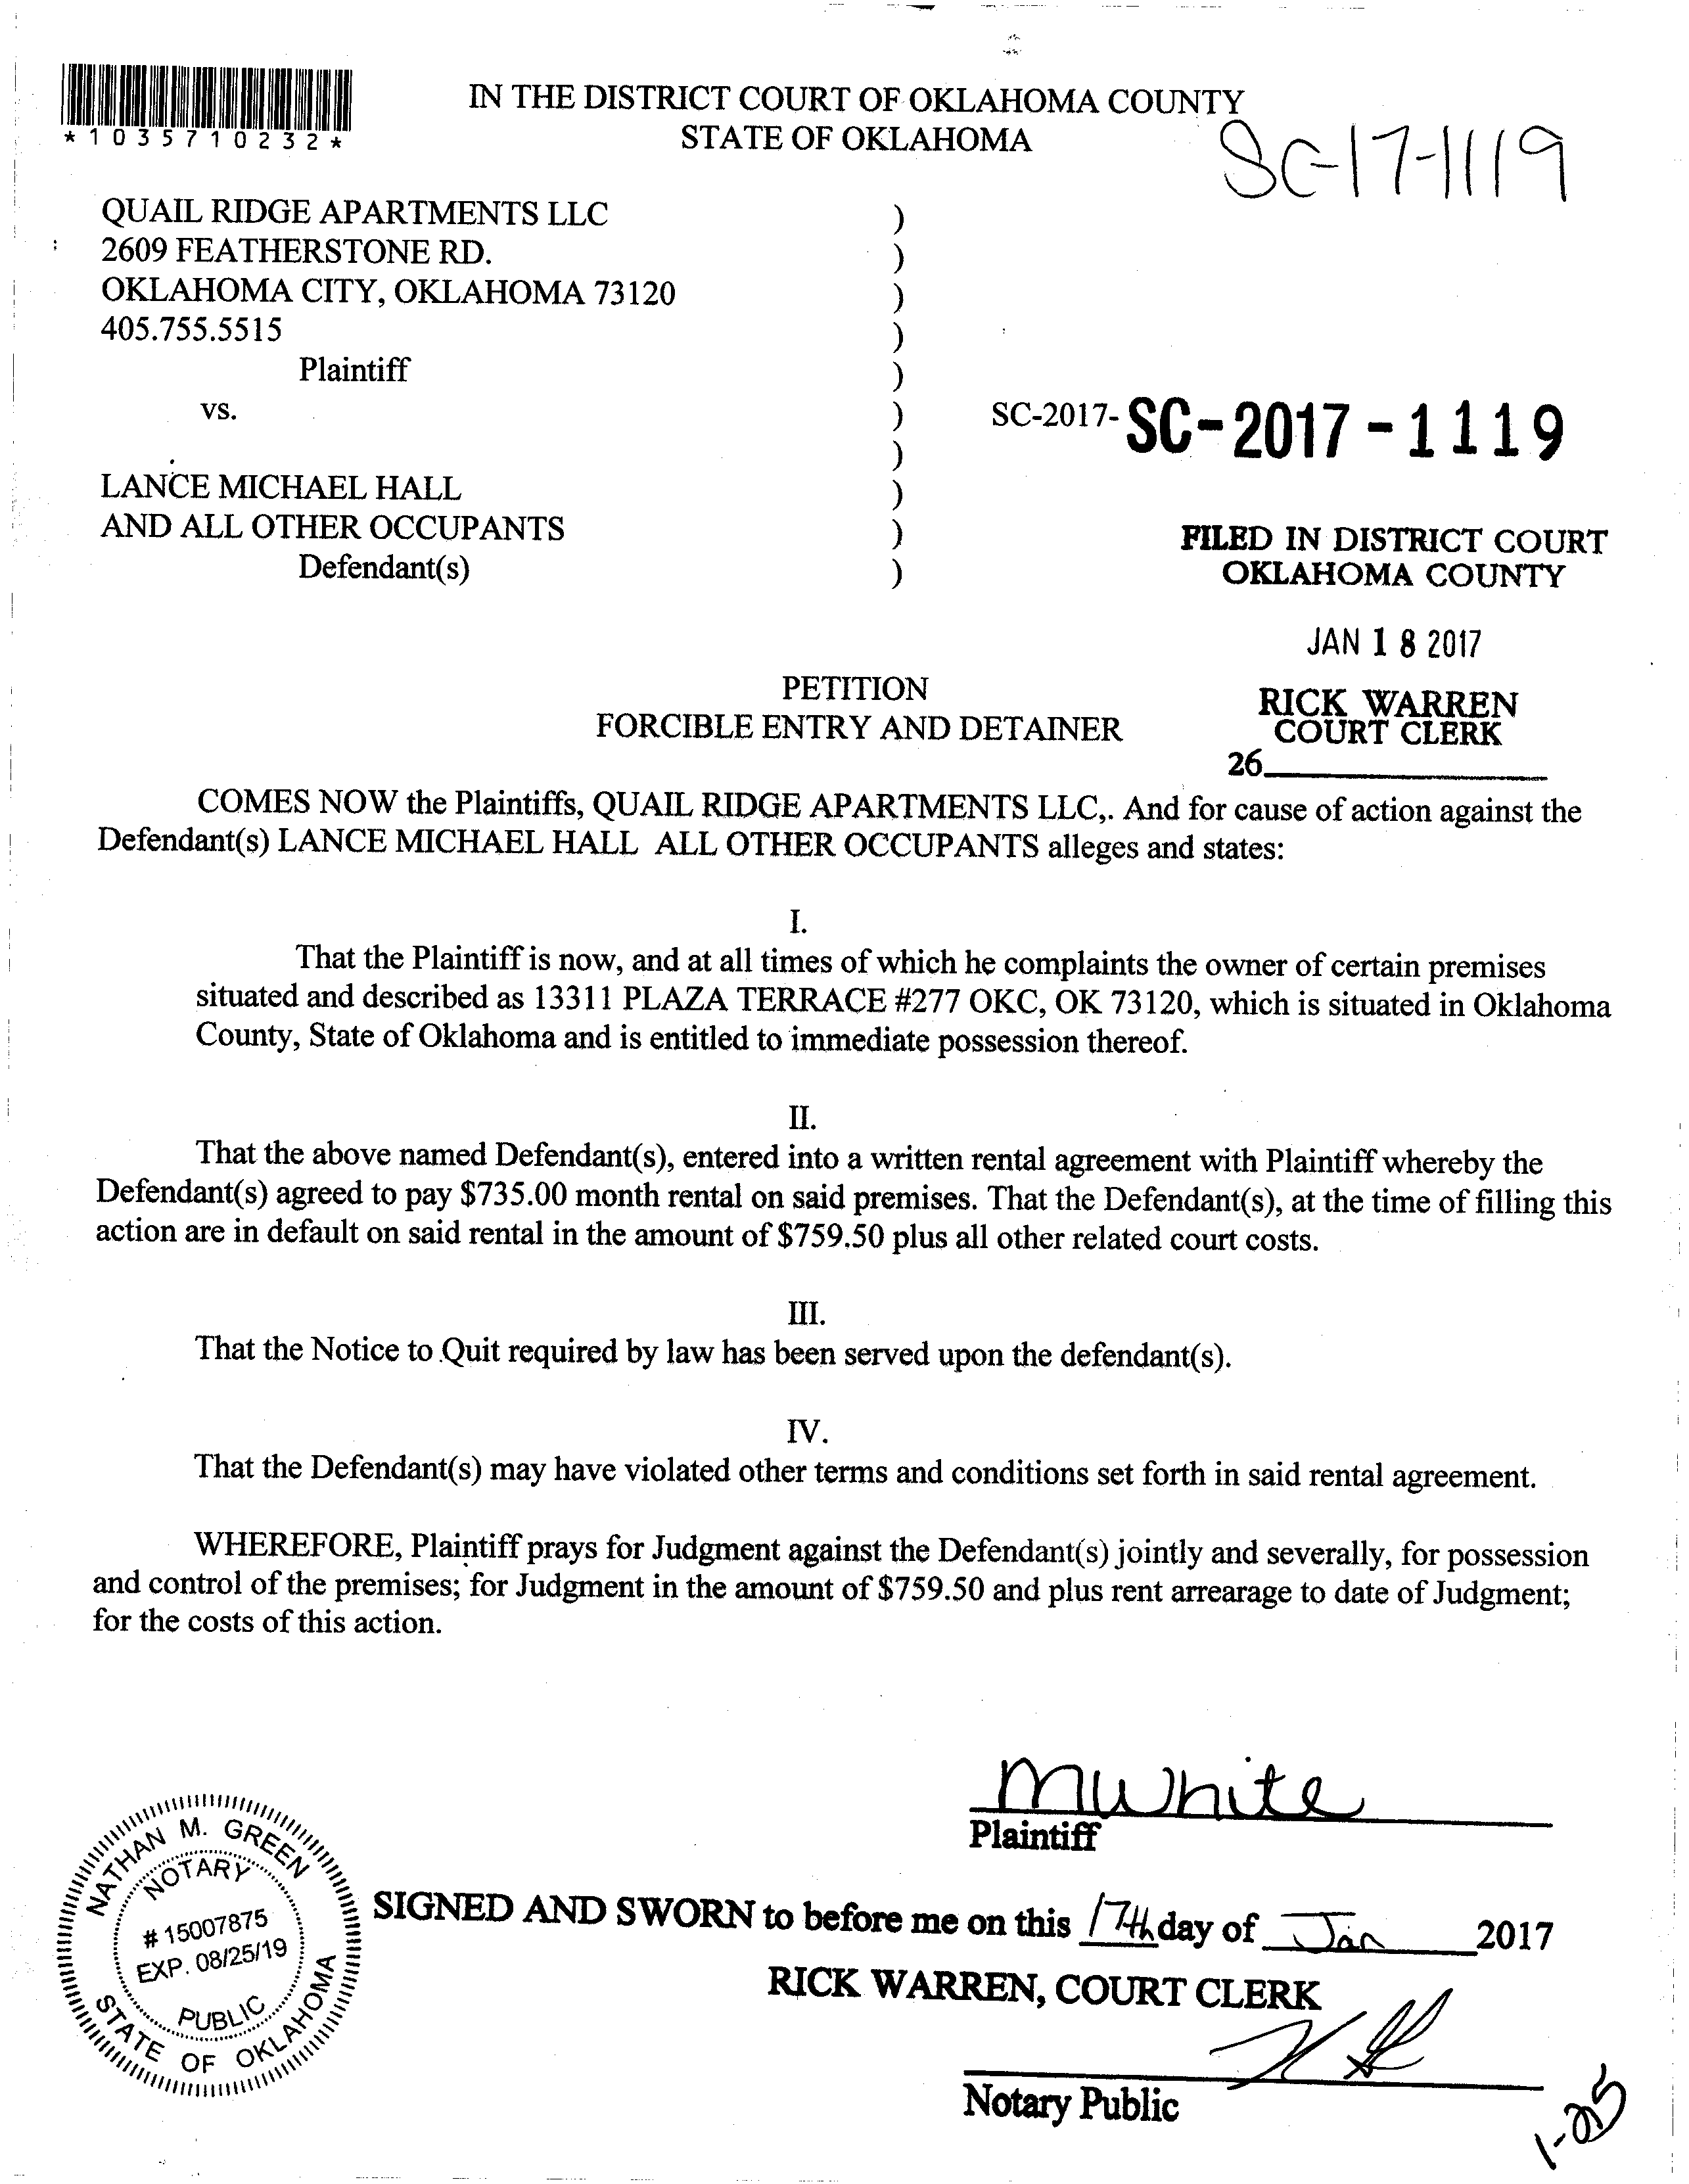 *1035710232*
IN THE DISTRICT COURT OF OKLAHOMA COUNTY
STATE OF OKLAHOMA
SC-17-1119
QUAIL RIDGE APARTMENTS LLC )
2609 FEATHERSTONE RD. )
OKLAHOMA CITY, OKLAHOMA 73120 )
405.755.5515 )
Plaintiff )
vs. )
SC-2017- SC-2017-1119
)
LANCE MICHAEL HALL )
AND ALL OTHER OCCUPANTS )
Defendant(s) )
FILED IN DISTRICT COURT
OKLAHOMA COUNTY
JAN 18 2017
RICK WARREN
COURT CLERK
26
PETITION
FORCIBLE ENTRY AND DETAINER
COMES NOW the Plaintiffs, QUAIL RIDGE APARTMENTS LLC,. And for cause of action against the
Defendant(s) LANCE MICHAEL HALL ALL OTHER OCCUPANTS alleges and states:
I.
That the Plaintiff is now, and at all times of which he complaints the owner of certain premises
situated and described as 13311 PLAZA TERRACE #277 OKC, OK 73120, which is situated in Oklahoma
County, State of Oklahoma and is entitled to immediate possession thereof.
II.
That the above named Defendant(s), entered into a written rental agreement with Plaintiff whereby the
Defendant(s) agreed to pay $735.00 month rental on said premises. That the Defendant(s), at the time of filling this
action are in default on said rental in the amount of $759.50 plus all other related court costs.
III.
That the Notice to Quit required by law has been served upon the defendant(s).
IV.
That the Defendant(s) may have violated other terms and conditions set forth in said rental agreement.
WHEREFORE, Plaintiff prays for Judgment against the Defendant(s) jointly and severally, for possession
and control of the premises; for Judgment in the amount of $759.50 and plus rent arrearage to date of Judgment;
for the costs of this action.
MWhite
Plaintiff
NATHAN M. GREEN
NOTARY
# 15007875
EXP. 08/25/19
PUBLIC
STATE OF OKLAHOMA
SIGNED AND SWORN to before me on this 17th day of Jan 2017
RICK WARREN, COURT CLERK
Notary Public
1-25